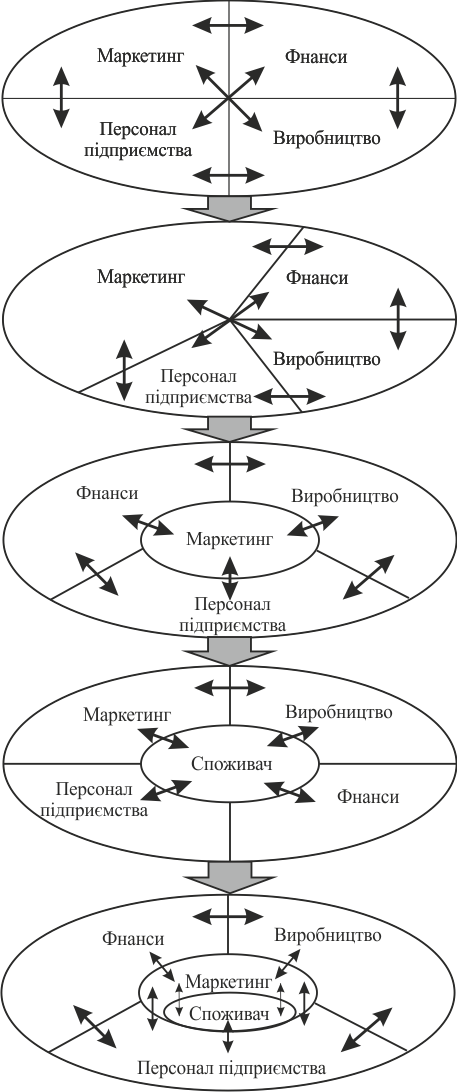 Маркетинг
Фнанси
Персонал
підприємства
Виробництво
Маркетинг
Фнанси
Виробництво
Персонал
підприємства
Фнанси
Виробництво
Маркетинг
Персонал
підприємства
Маркетинг
Виробництво
Споживач
Персонал
підприємства
Фнанси
Фнанси
Виробництво
Маркетинг
Споживач
Персонал підприємства